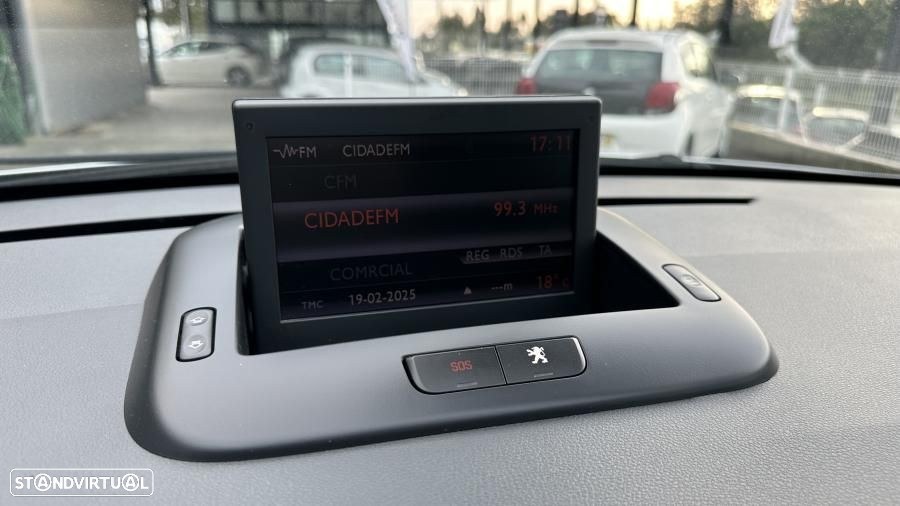 FM CIDADEFM 17:11
CFM
CIDADEFM 99.3 MHz
REG RDS TA
COMRCIAL
TMC 19-02-2025 ---m 18°C
SOS
STANDVIRTUAL